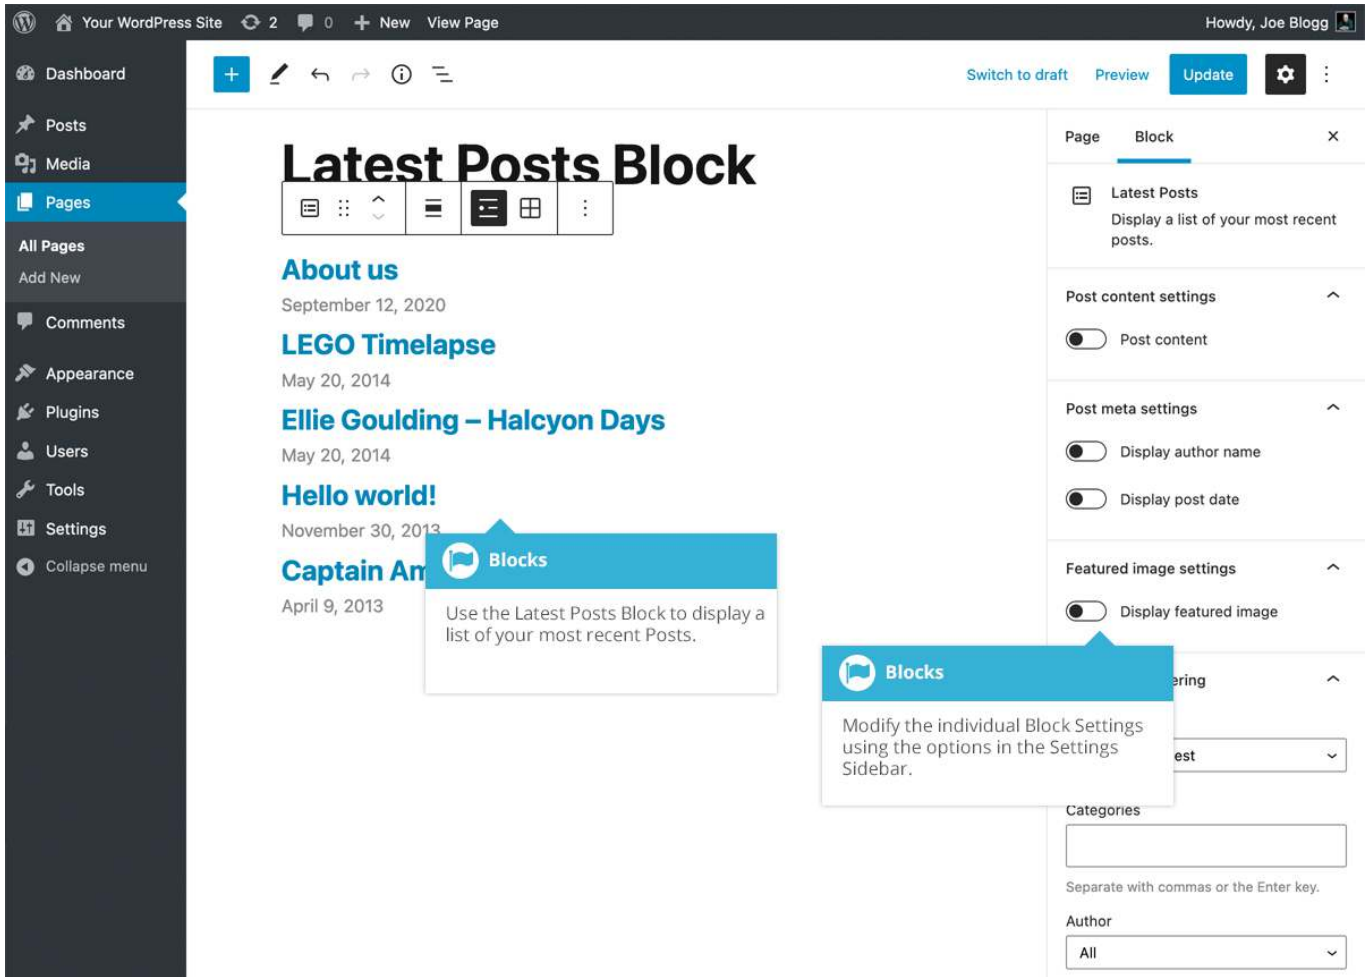 Your WordPress Site 2 0 New View Page Howdy, Joe Blogg
Dashboard
Posts
Media
Pages
All Pages
Add New
Comments
Appearance
Plugins
Users
Tools
Settings
Collapse menu
Switch to draft Preview Update
Latest Posts Block
About us
September 12, 2020
LEGO Timelapse
May 20, 2014
Ellie Goulding – Halcyon Days
May 20, 2014
Hello world!
November 30, 2013
Captain
April 9, 2013
Blocks
Use the Latest Posts Block to display a
list of your most recent Posts.
Page Block
Latest Posts
Display a list of your most recent
posts.
Post content settings
Post content
Post meta settings
Display author name
Display post date
Featured image settings
Display featured image
Blocks
Modify the individual Block Settings
using the options in the Settings
Sidebar.
Categories
Separate with commas or the Enter key.
Author
All